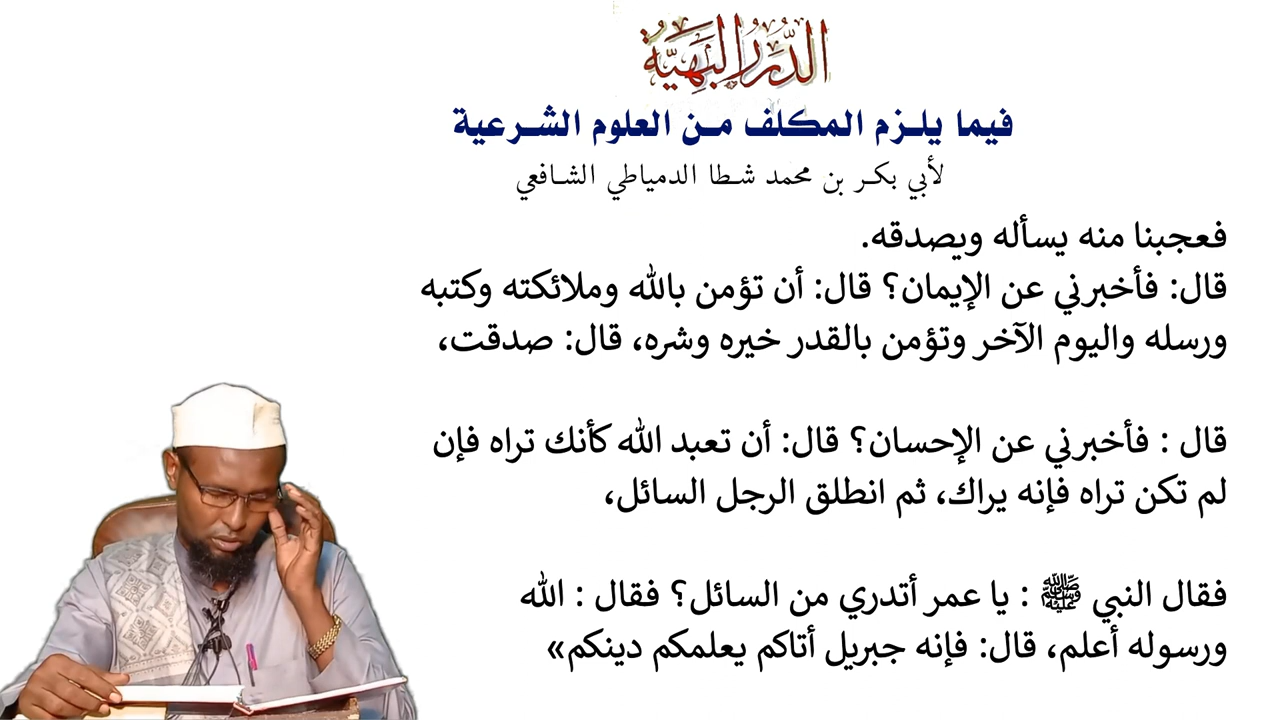 الدرر البهية
فيما يلزم المكلف من العلوم الشرعية
لأبي بكر بن محمد شطا الدمياطي الشافعي
فعجبنا منه يسأله ويصدقه.
قال: فأخبرني عن الإيمان؟ قال: أن تؤمن بالله وملائكته وكتبه
ورسله واليوم الآخر وتؤمن بالقدر خيره وشره، قال: صدقت،
قال : فأخبرني عن الإحسان؟ قال: أن تعبد الله كأنك تراه فإن
لم تكن تراه فإنه يراك، ثم انطلق الرجل السائل،
فقال النبي ﷺ : يا عمر أتدري من السائل؟ فقال : الله
ورسوله أعلم، قال: فإنه جبريل أتاكم يعلمكم دينكم»